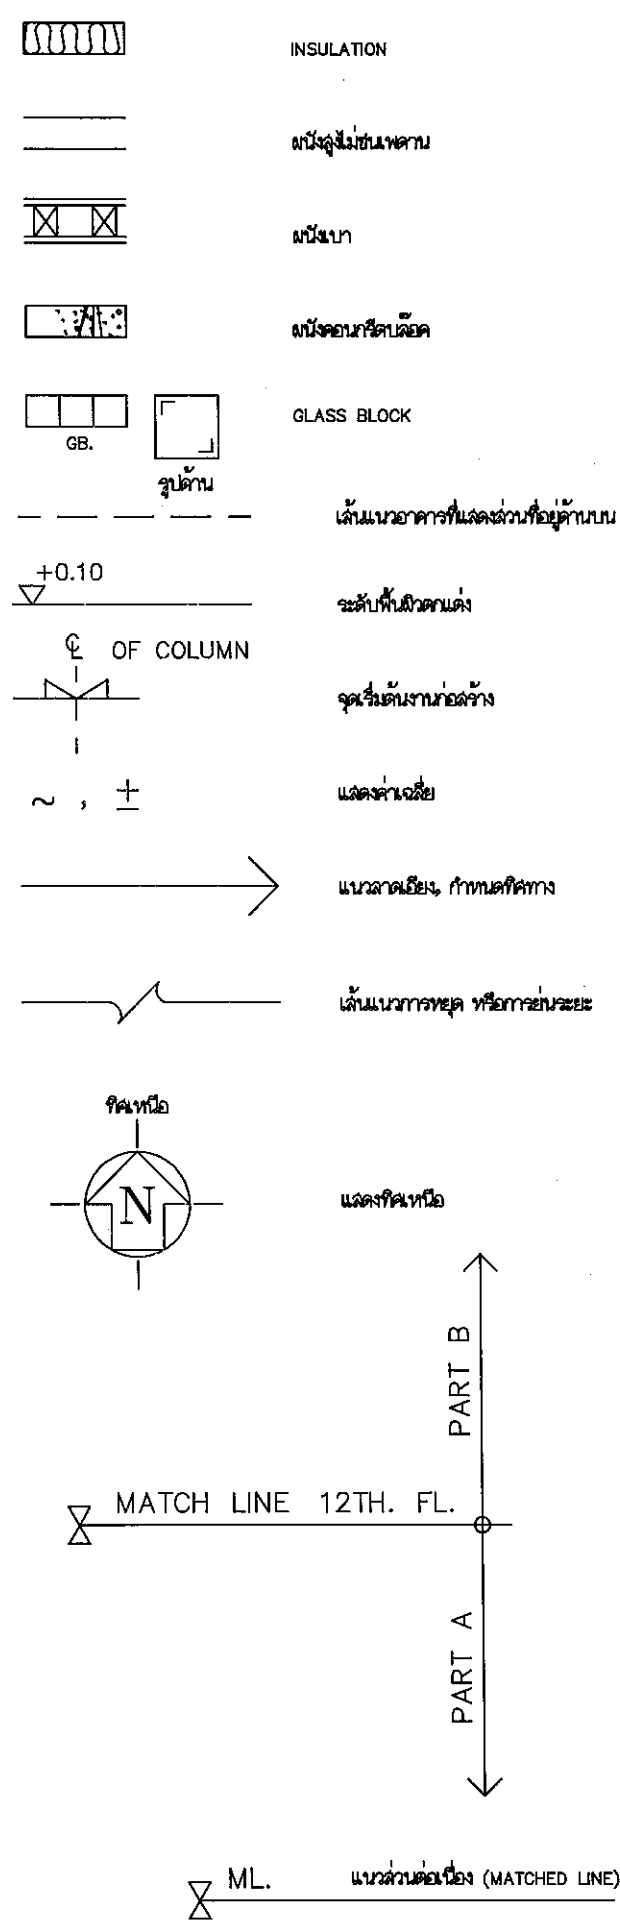 INSULATION
ผนังสูงไม่ชนเพดาน
ผนังเบา
ผนังคอนกรีตบล๊อค
GLASS BLOCK
GB.
รูปด้าน
เส้นแนวอาคารที่แสดงส่วนที่อยู่ด้านบน
+0.10
ระดับพื้นผิวตกแต่ง
℄ OF COLUMN
จุดเริ่มต้นงานก่อสร้าง
~ , ±
แสดงค่าเฉลี่ย
แนวลาดเอียง, กำหนดทิศทาง
เส้นแนวการหยุด หรือการย่นระยะ
ทิศเหนือ
N
แสดงทิศเหนือ
PART B
MATCH LINE 12TH. FL.
PART A
ML.
แนวส่วนต่อเนื่อง (MATCHED LINE)